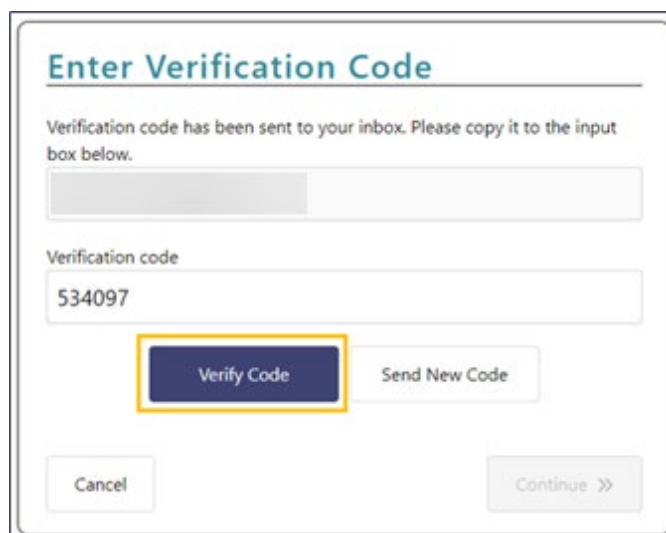 Enter Verification Code
Verification code has been sent to your inbox. Please copy it to the input
box below.
Verification code
534097
Verify Code
Send New Code
Cancel
Continue »